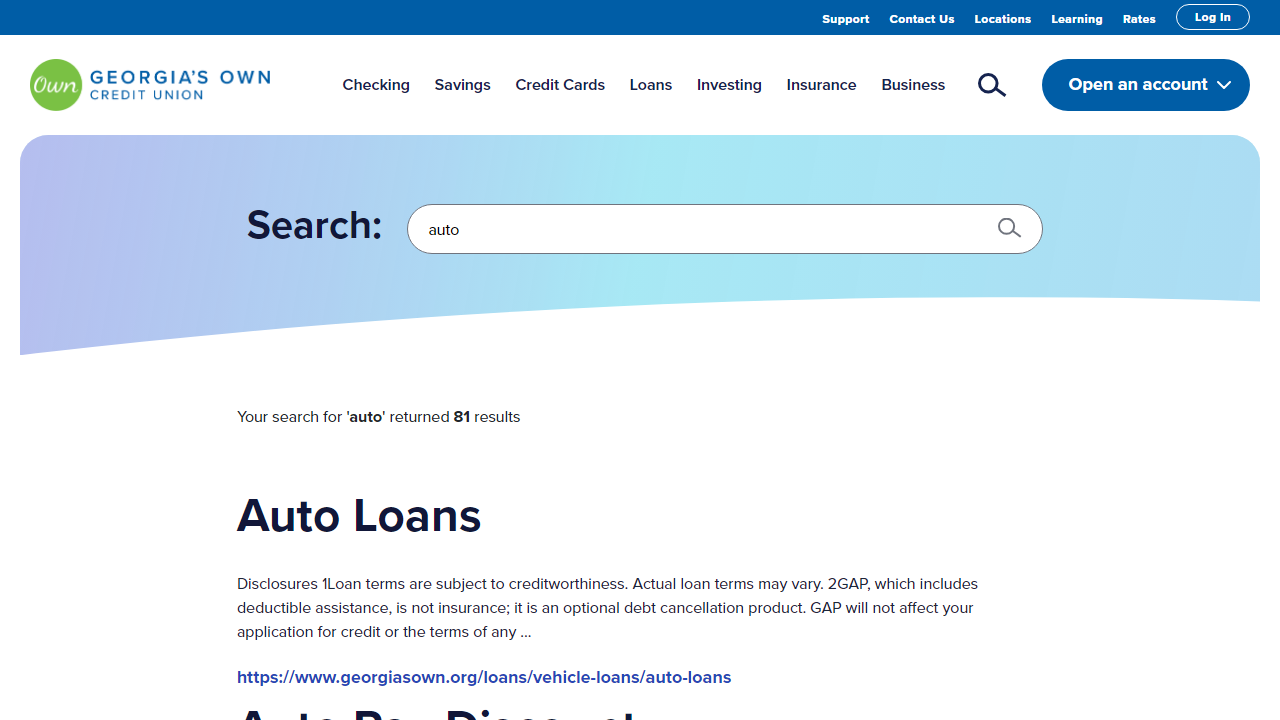 Support Contact Us Locations Learning Rates Log In
Own GEORGIA'S OWN
CREDIT UNION
Checking Savings Credit Cards Loans Investing Insurance Business
Open an account
Search:
auto
Your search for 'auto' returned 81 results
Auto Loans
Disclosures 1Loan terms are subject to creditworthiness. Actual loan terms may vary. 2GAP, which includes
deductible assistance, is not insurance; it is an optional debt cancellation product. GAP will not affect your
application for credit or the terms of any ...
https://www.georgiasown.org/loans/vehicle-loans/auto-loans
Auto Pay Discount